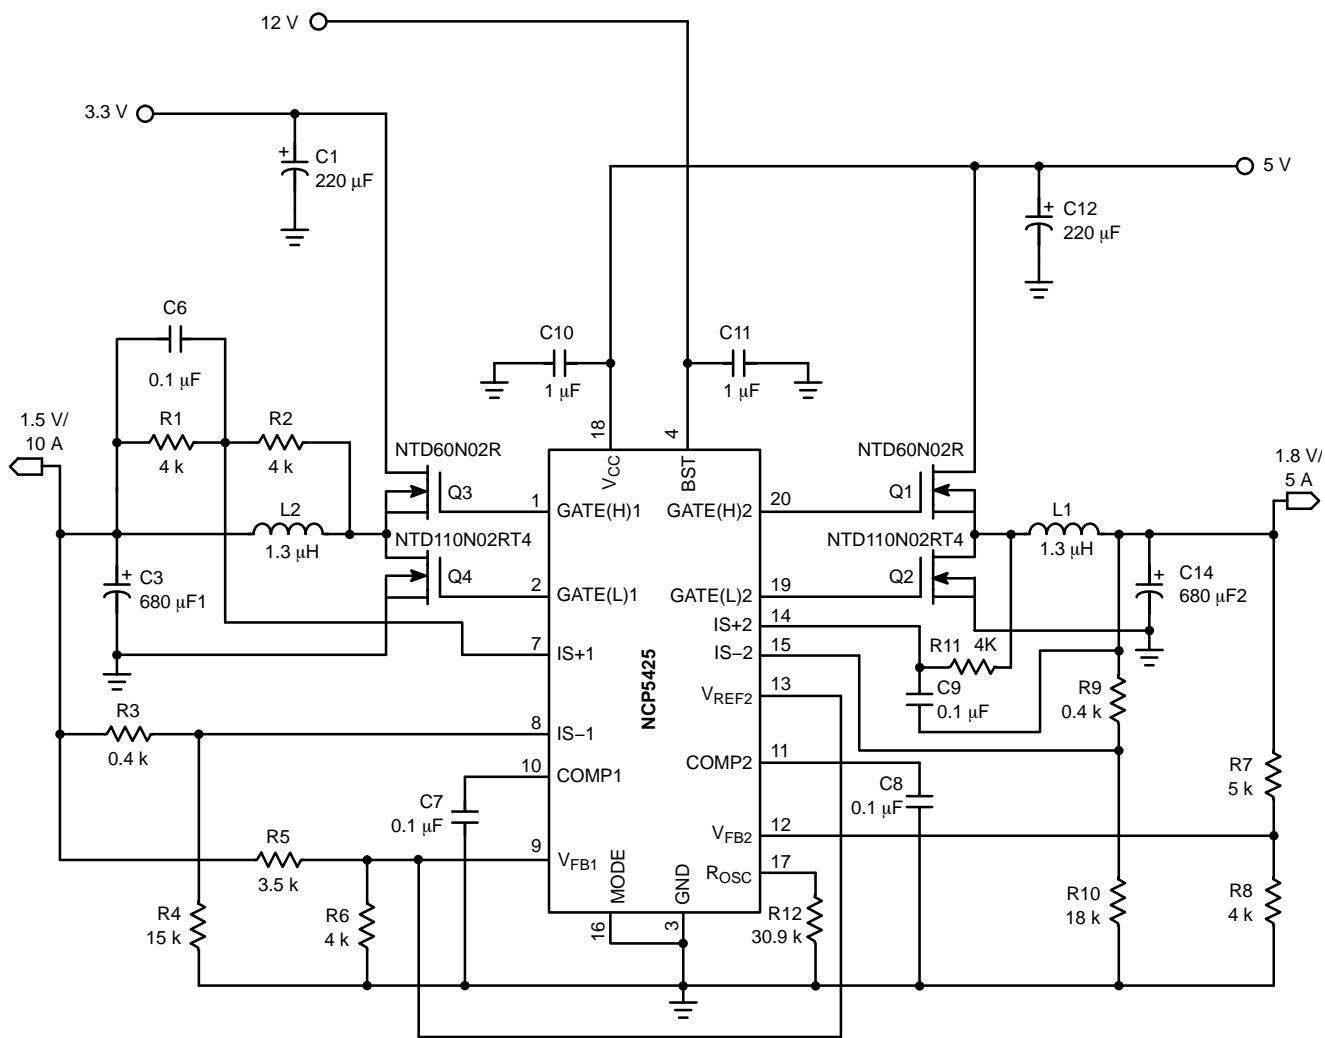 12 V
3.3 V
+
C1
220 μF
5 V
+
C12
220 μF
C6
0.1 μF
C10
1 μF
C11
1 μF
1.5 V/
10 A
R1
4 k
R2
4 k
18
VCC
4
BST
NTD60N02R
Q3
1
GATE(H)1
NTD60N02R
Q1
20
GATE(H)2
1.8 V/
5 A
L2
1.3 μH
L1
1.3 μH
NTD110N02RT4
Q4
2
GATE(L)1
NTD110N02RT4
Q2
19
GATE(L)2
+
C3
680 μF1
+
C14
680 μF2
14
IS+2
15
IS−2
7
IS+1
R11
4K
C9
0.1 μF
13
VREF2
NCP5425
R9
0.4 k
R3
0.4 k
8
IS−1
10
COMP1
11
COMP2
C7
0.1 μF
C8
0.1 μF
R7
5 k
R5
3.5 k
9
VFB1
12
VFB2
17
ROSC
MODE
16
GND
3
R4
15 k
R6
4 k
R12
30.9 k
R10
18 k
R8
4 k